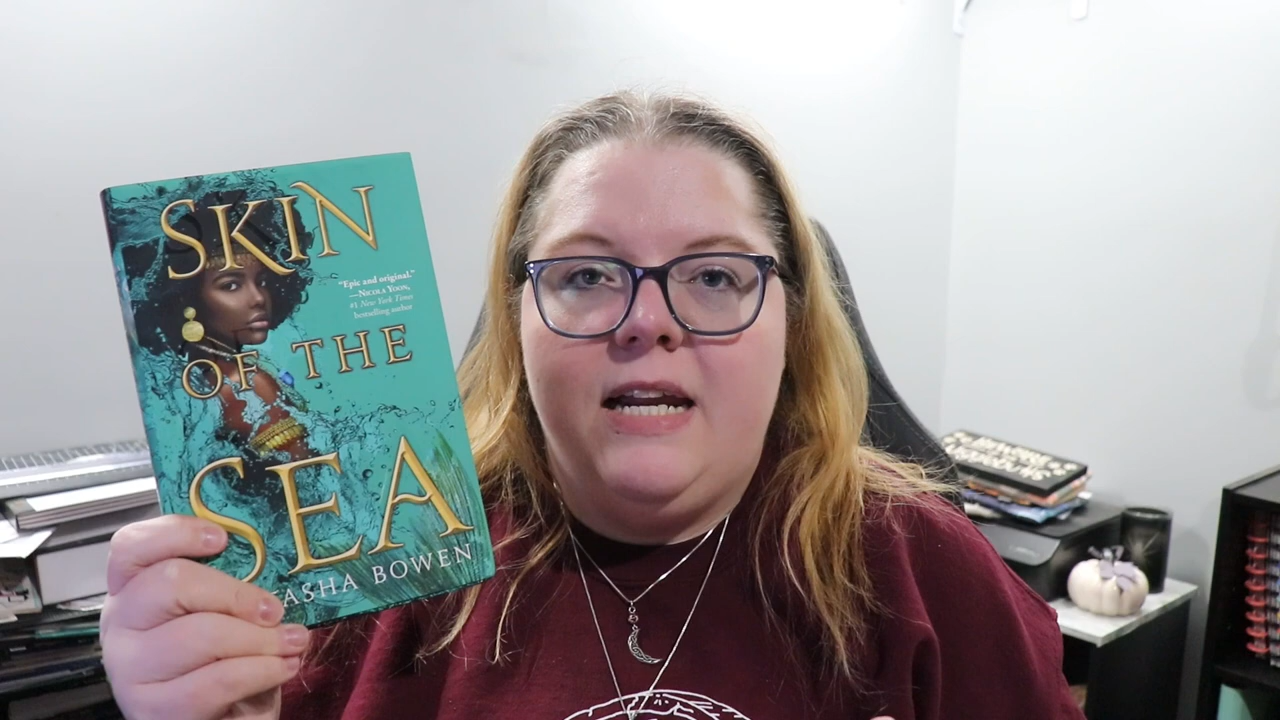 SKIN
"Epic and original."
—NICOLA YOON,
#1 New York Times
bestselling author
OF THE
SEA
ASHA BOWEN